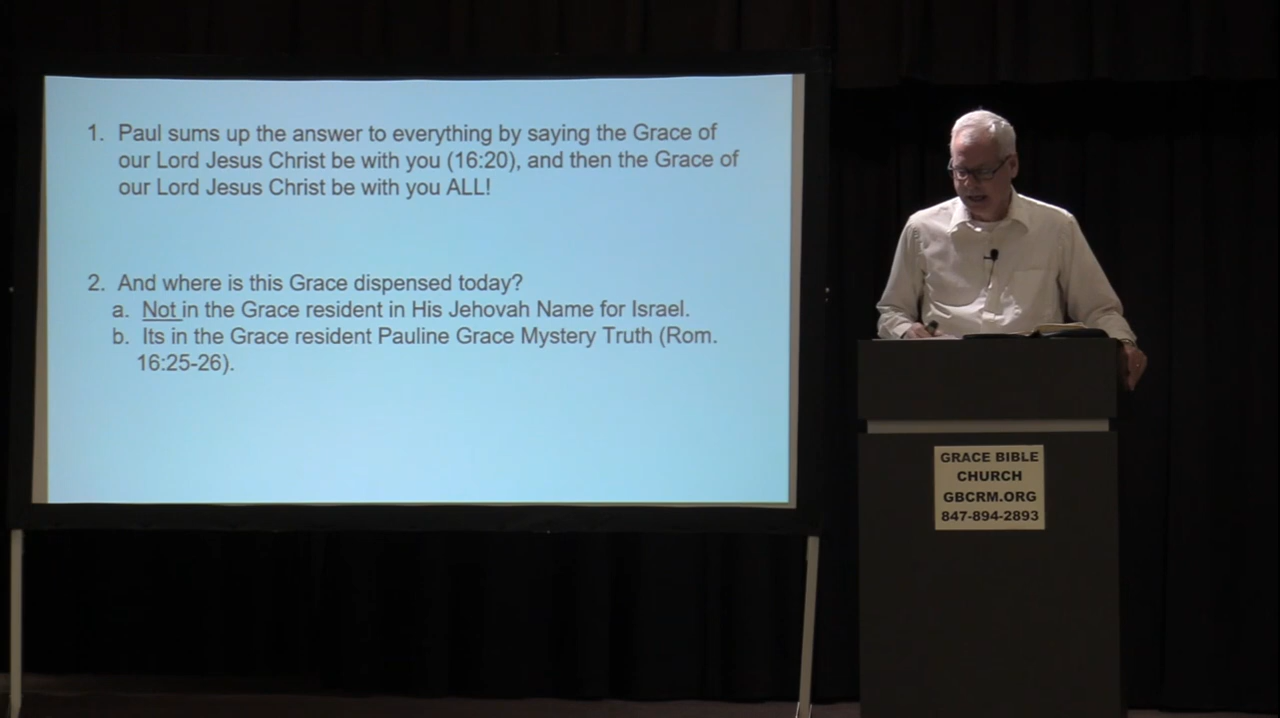 1. Paul sums up the answer to everything by saying the Grace of
our Lord Jesus Christ be with you (16:20), and then the Grace of
our Lord Jesus Christ be with you ALL!
2. And where is this Grace dispensed today?
a. Not in the Grace resident in His Jehovah Name for Israel.
b. Its in the Grace resident Pauline Grace Mystery Truth (Rom.
16:25-26).
GRACE BIBLE
CHURCH
GBCRM.ORG
847-894-2893